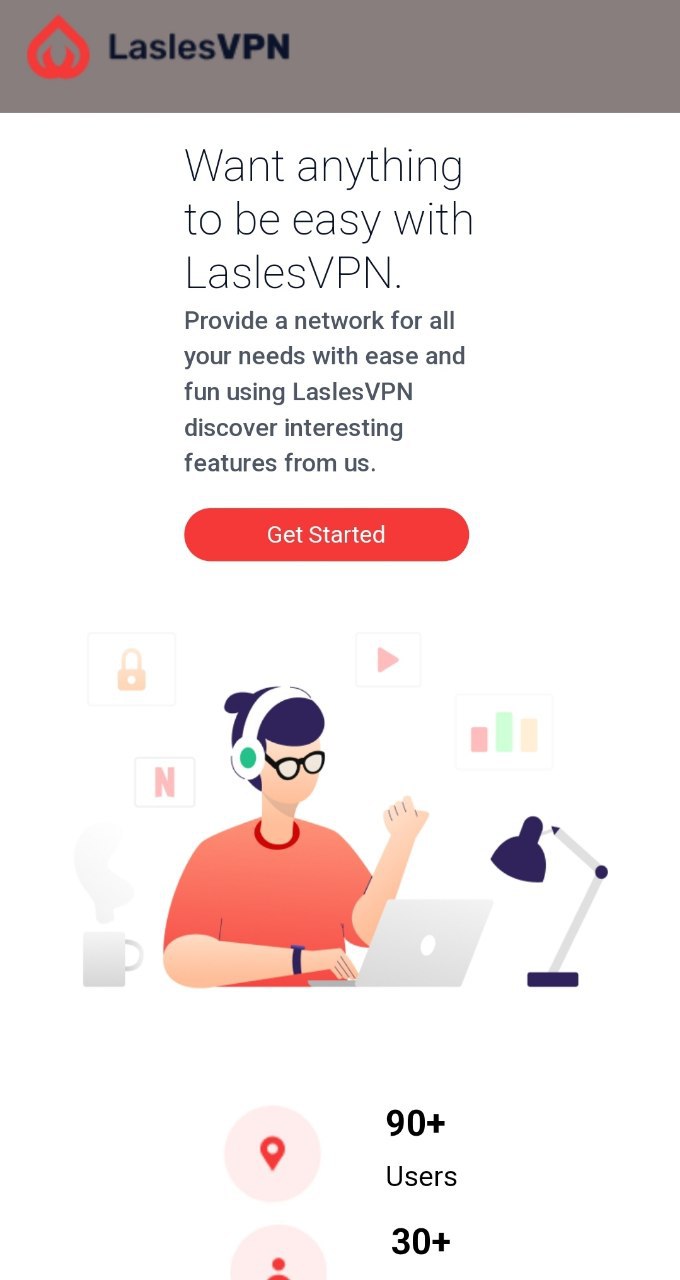 LaslesVPN
Want anything
to be easy with
LaslesVPN.
Provide a network for all
your needs with ease and
fun using LaslesVPN
discover interesting
features from us.
Get Started
N
90+
Users
30+